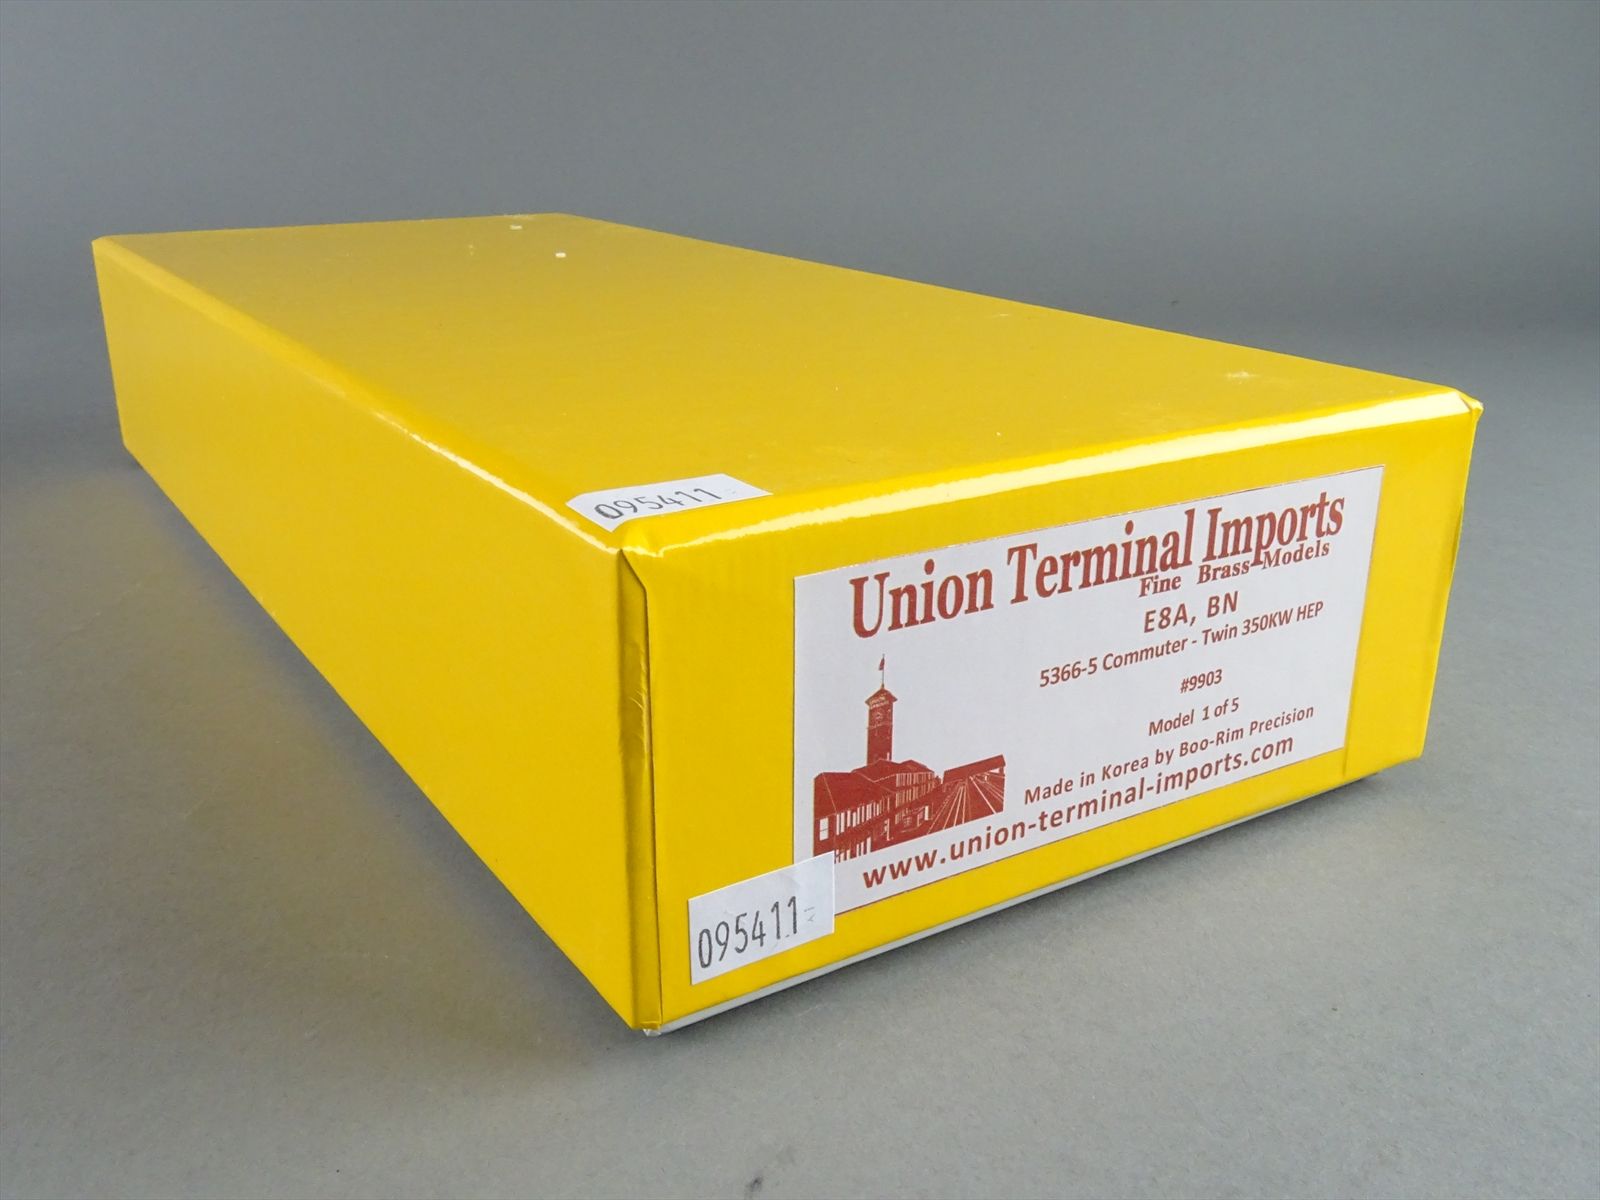 095411
Union Terminal Imports
Fine Brass Models
E8A, BN
5366-5 Commuter - Twin 350KW HEP
#9903
Model 1 of 5
Made in Korea by Boo-Rim Precision
www.union-terminal-imports.com
095411